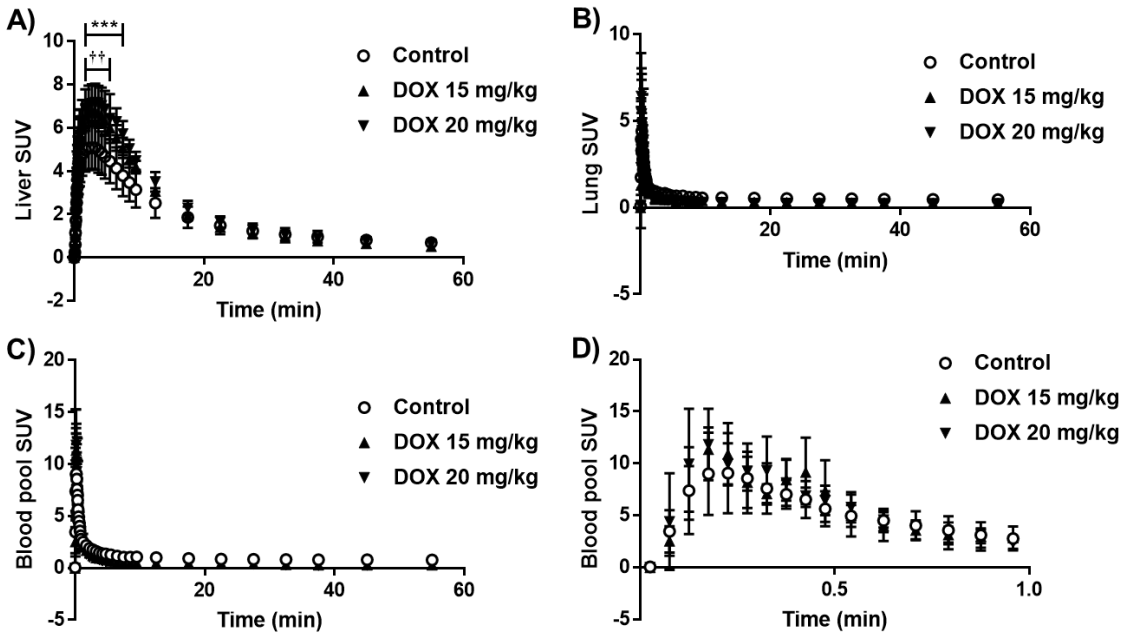 A)
***
††
Control
DOX 15 mg/kg
DOX 20 mg/kg
Liver SUV
10
8
6
4
2
0
-2
20
40
60
Time (min)
B)
Control
DOX 15 mg/kg
DOX 20 mg/kg
Lung SUV
10
5
0
-5
20
40
60
Time (min)
C)
Control
DOX 15 mg/kg
DOX 20 mg/kg
Blood pool SUV
20
15
10
5
0
-5
20
40
60
Time (min)
D)
Control
DOX 15 mg/kg
DOX 20 mg/kg
Blood pool SUV
20
15
10
5
0
-5
0.5
1.0
Time (min)